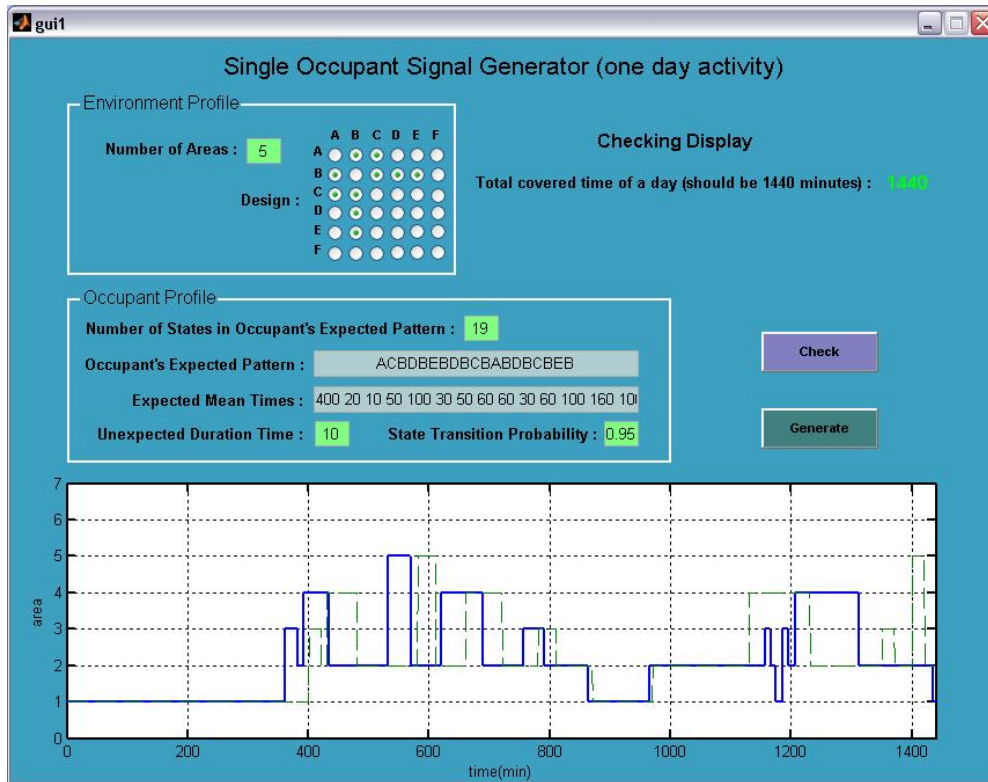 gui1
Single Occupant Signal Generator (one day activity)
Environment Profile
Number of Areas : 5
Design :
A B C D E F
A
B
C
D
E
F
Checking Display
Total covered time of a day (should be 1440 minutes) : 1440
Occupant Profile
Number of States in Occupant's Expected Pattern : 19
Occupant's Expected Pattern : ACBDBEBDBCBABDBCBEB
Expected Mean Times : 400 20 10 50 100 30 50 60 60 30 60 100 160 10
Unexpected Duration Time : 10 State Transition Probability : 0.95
Check
Generate
7
6
5
4
3
2
1
0
area
0 200 400 600 800 1000 1200 1400
time(min)